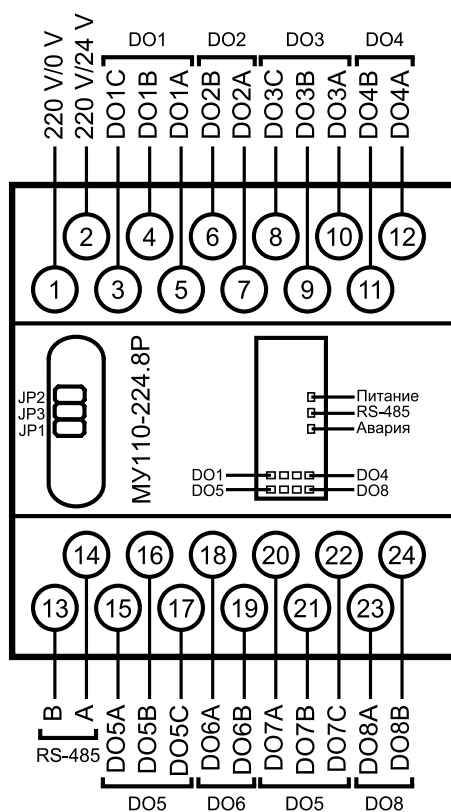 DO1 DO2 DO3 DO4
220 V/0 V
220 V/24 V
DO1C
DO1B
DO1A
DO2B
DO2A
DO3C
DO3B
DO3A
DO4B
DO4A
2 4 6 8 10 12
1 3 5 7 9 11
JP2
JP3
JP1
МУ110-224.8Р
Питание
RS-485
Авария
DO1 DO4
DO5 DO8
14 16 18 20 22 24
13 15 17 19 21 23
B
A
DO5A
DO5B
DO5C
DO6A
DO6B
DO7A
DO7B
DO7C
DO8A
DO8B
RS-485
DO5 DO6 DO5 DO8